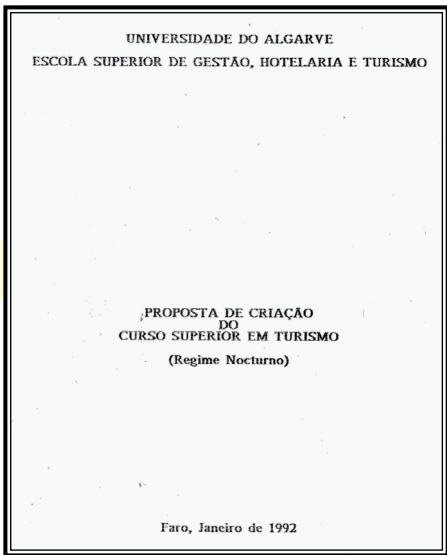 UNIVERSIDADE DO ALGARVE
ESCOLA SUPERIOR DE GESTÃO, HOTELARIA E TURISMO
PROPOSTA DE CRIAÇÃO
DO
CURSO SUPERIOR EM TURISMO
(Regime Nocturno)
Faro, Janeiro de 1992